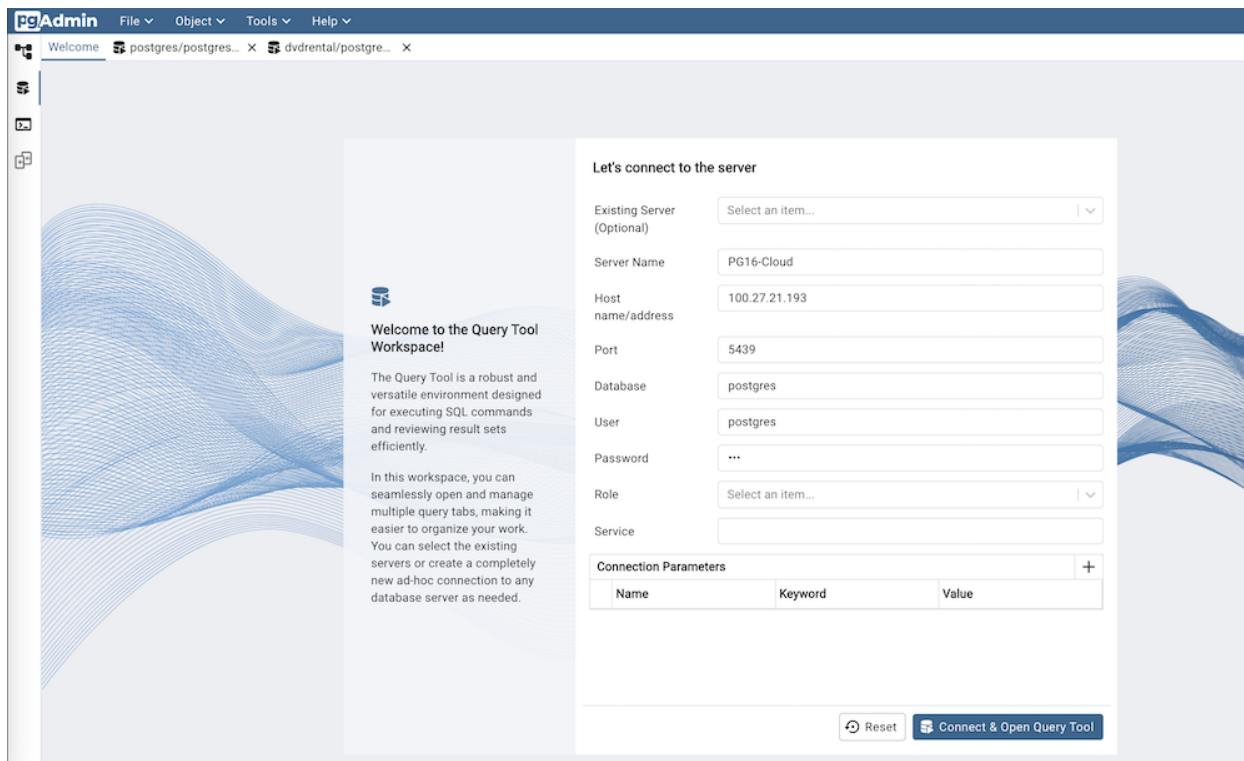 pgAdmin File Object Tools Help
Welcome postgres/postgres... dvdrental/postgre...
Let's connect to the server
Existing Server
(Optional)
Select an item...
Server Name PG16-Cloud
Host
name/address
100.27.21.193
Port 5439
Database postgres
User postgres
Password •••
Role Select an item...
Service
Connection Parameters
Name Keyword Value
Reset Connect & Open Query Tool
Welcome to the Query Tool
Workspace!
The Query Tool is a robust and
versatile environment designed
for executing SQL commands
and reviewing result sets
efficiently.
In this workspace, you can
seamlessly open and manage
multiple query tabs, making it
easier to organize your work.
You can select the existing
servers or create a completely
new ad-hoc connection to any
database server as needed.